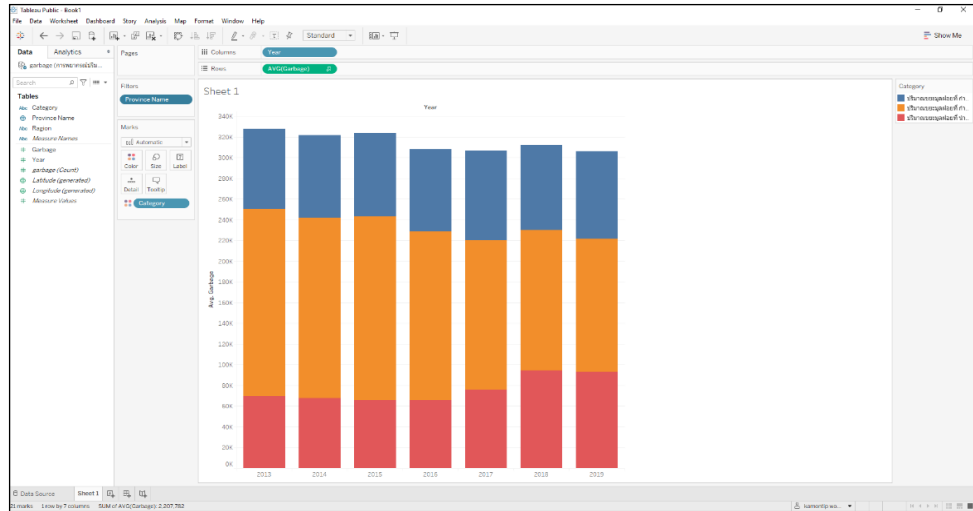 Tableau Public - Book1
File Data Worksheet Dashboard Story Analysis Map Format Window Help
Standard
Show Me
Data Analytics
Pages
Columns Year
Rows AVG(Garbage)
Search
Filters
Province Name
Tables
Abc Category
Province Name
Abc Region
Abc Measure Names
Garbage
Year
garbage (Count)
Latitude (generated)
Longitude (generated)
Measure Values
Marks
Automatic
Color Size Label
Detail Tooltip
Category
Sheet 1
Year
Avg. Garbage
340K
320K
300K
280K
260K
240K
220K
200K
180K
160K
140K
120K
100K
80K
60K
40K
20K
0K
2013 2014 2015 2016 2017 2018 2019
Category
Data Source Sheet 1
21 marks 1 row by 7 columns SUM of AVG(Garbage): 2,207,782